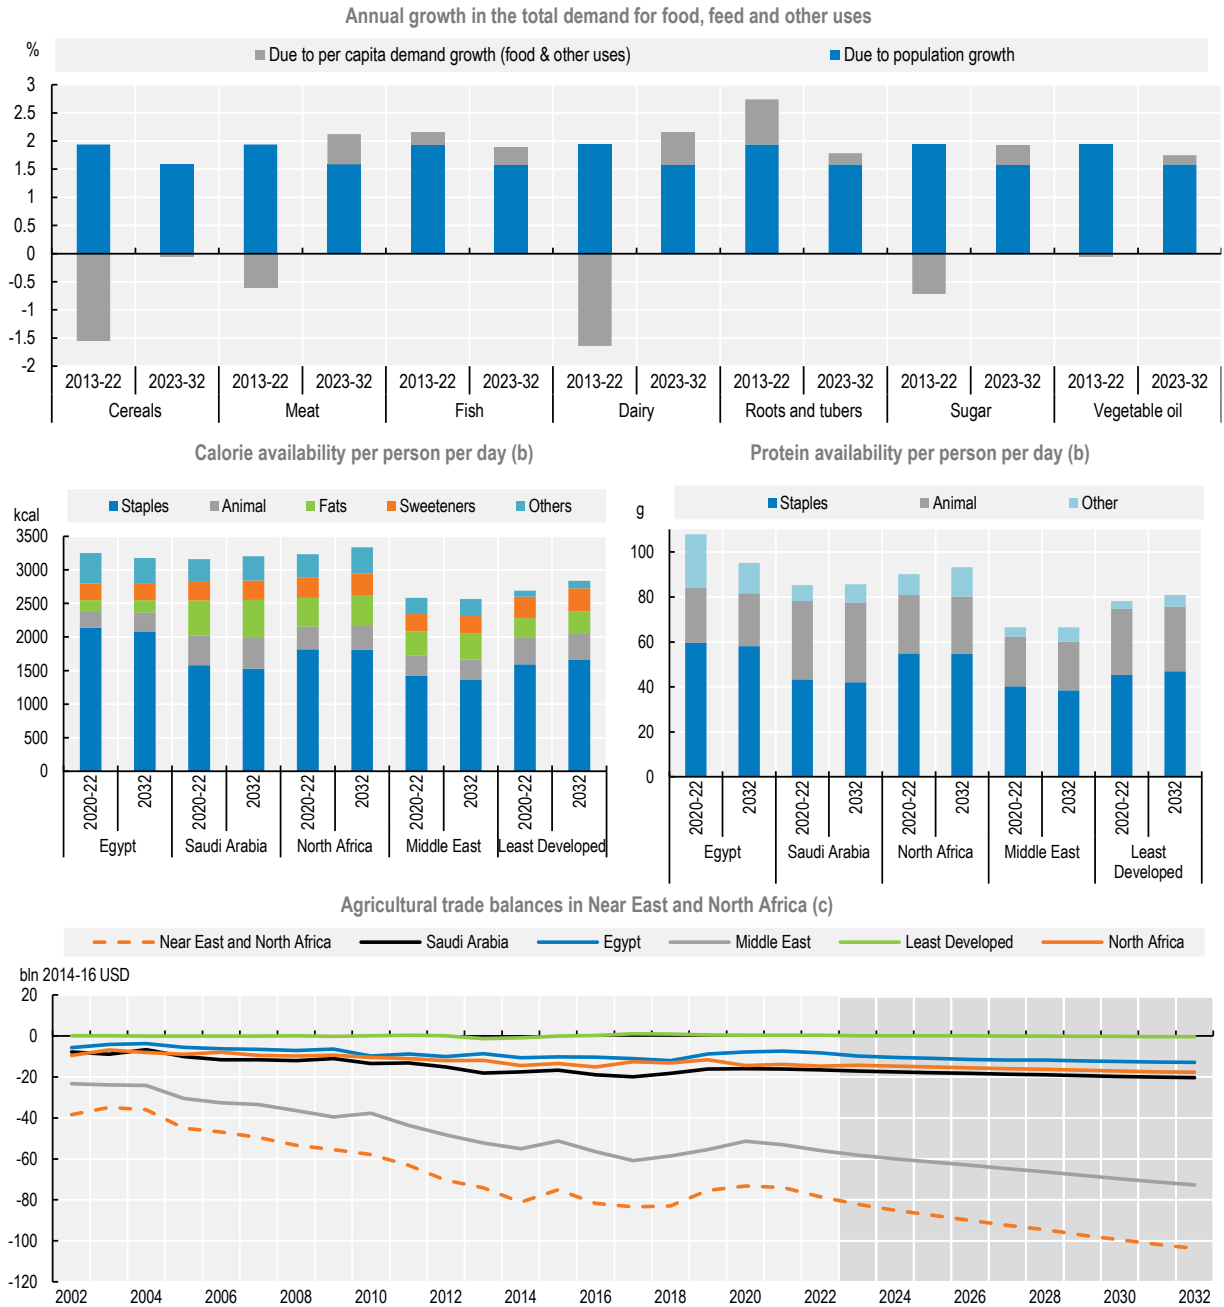 Annual growth in the total demand for food, feed and other uses
%
Due to per capita demand growth (food & other uses)
Due to population growth
3
2.5
2
1.5
1
0.5
0
-0.5
-1
-1.5
-2
2013-22 2023-32 2013-22 2023-32 2013-22 2023-32 2013-22 2023-32 2013-22 2023-32 2013-22 2023-32 2013-22 2023-32
Cereals Meat Fish Dairy Roots and tubers Sugar Vegetable oil
Calorie availability per person per day (b)
Staples Animal Fats Sweeteners Others
kcal
3500
3000
2500
2000
1500
1000
500
0
2020-22 2032 2020-22 2032 2020-22 2032 2020-22 2032 2020-22 2032
Egypt Saudi Arabia North Africa Middle East Least Developed
Protein availability per person per day (b)
Staples Animal Other
g
100
80
60
40
20
0
2020-22 2032 2020-22 2032 2020-22 2032 2020-22 2032 2020-22 2032
Egypt Saudi Arabia North Africa Middle East Least
Developed
Agricultural trade balances in Near East and North Africa (c)
Near East and North Africa Saudi Arabia Egypt Middle East Least Developed North Africa
bln 2014-16 USD
20
0
-20
-40
-60
-80
-100
-120
2002 2004 2006 2008 2010 2012 2014 2016 2018 2020 2022 2024 2026 2028 2030 2032